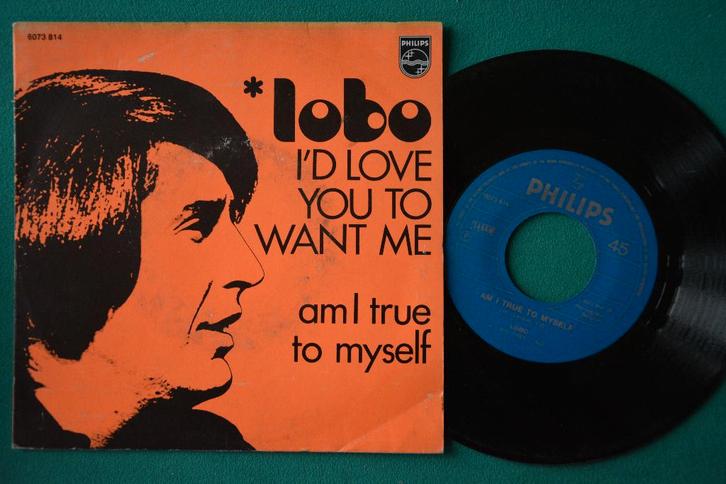 6073 814
PHILIPS
*lobo
I'D LOVE
YOU TO
WANT ME
am I true
to myself
PHILIPS
45
AM I TRUE TO MYSELF
LOBO